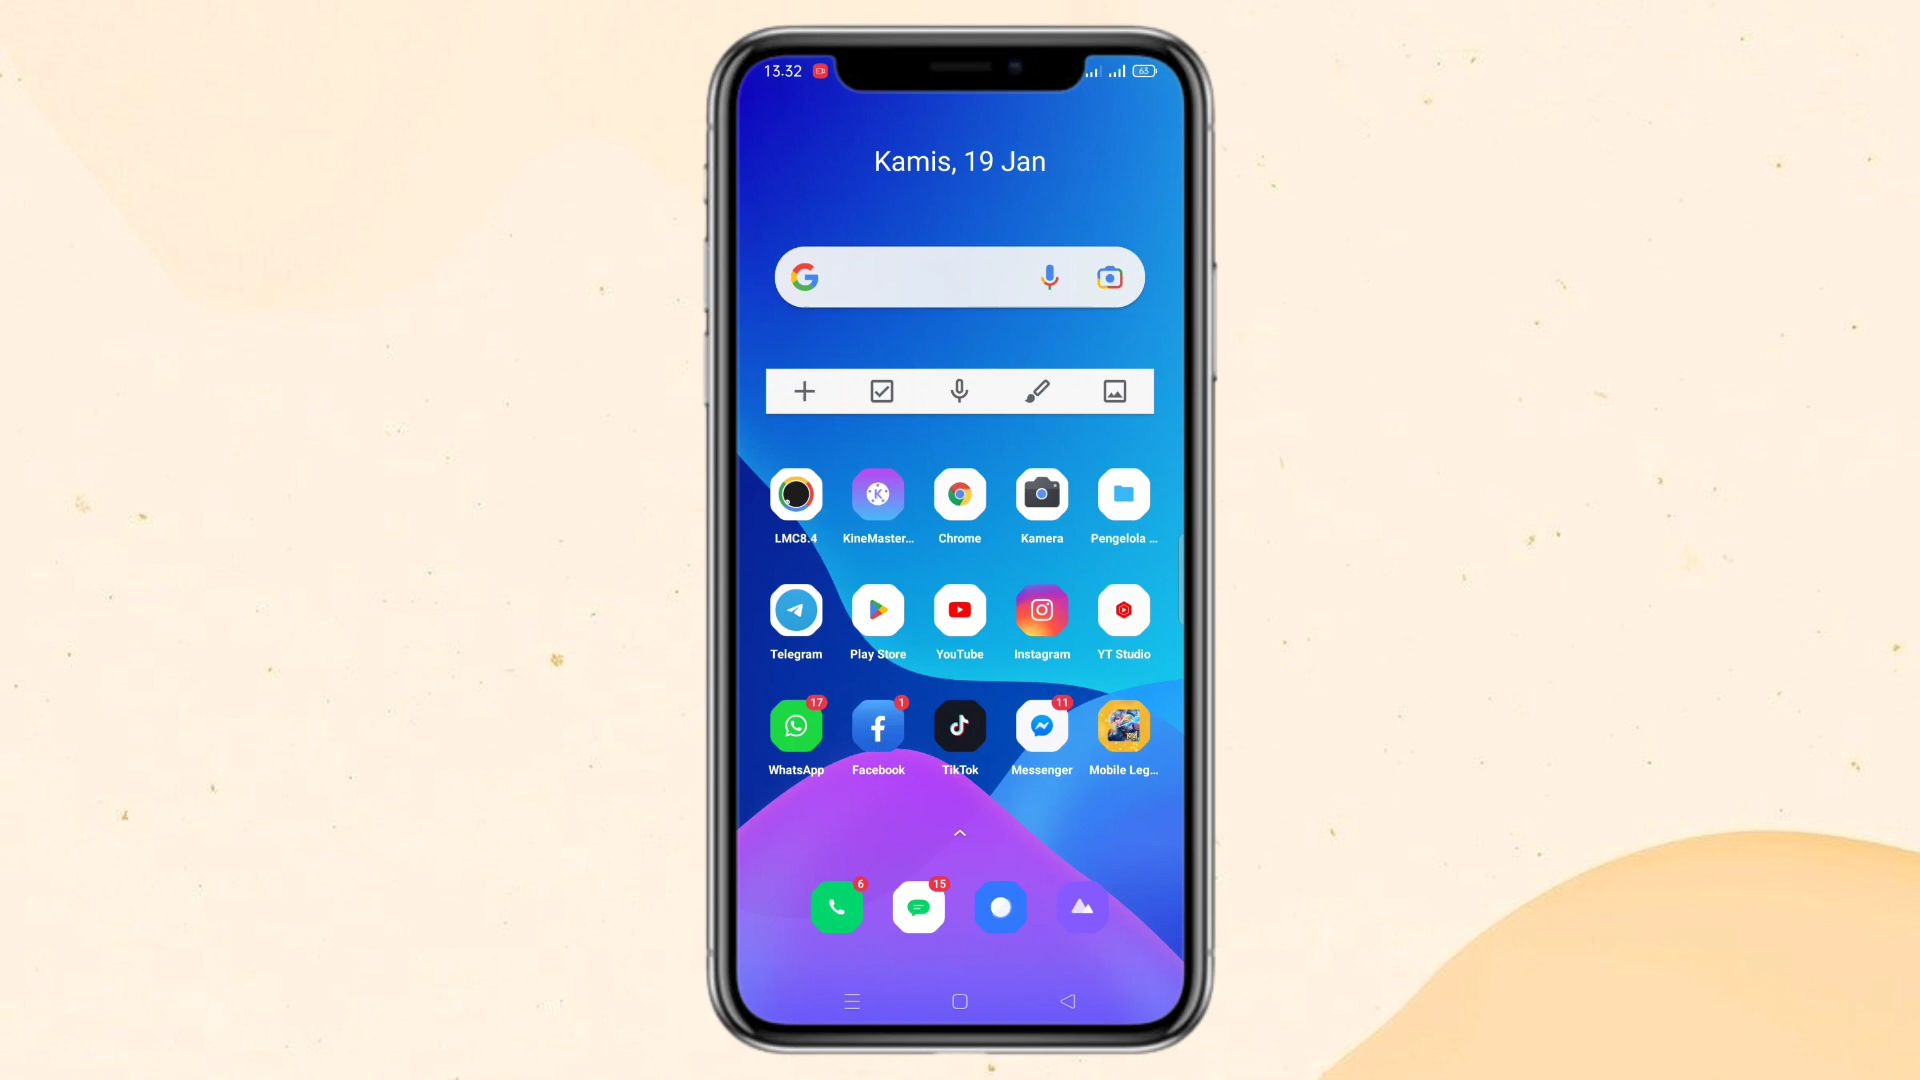 13.32
63
Kamis, 19 Jan
LMC8.4
KineMaster...
Chrome
Kamera
Pengelola ...
Telegram
Play Store
YouTube
Instagram
YT Studio
17
1
11
WhatsApp
Facebook
TikTok
Messenger
Mobile Leg...
6
15